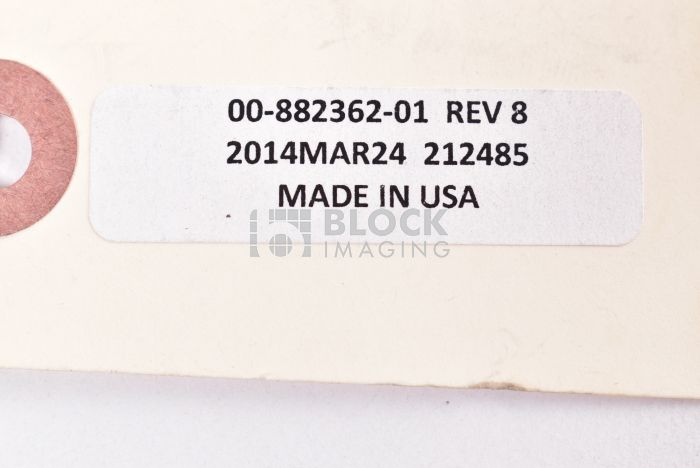 00-882362-01 REV 8
2014MAR24 212485
MADE IN USA
BLOCK
IMAGING